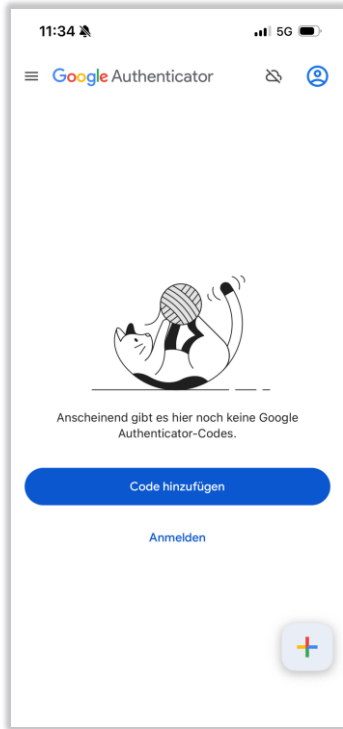 11:34 5G
Google Authenticator
Anscheinend gibt es hier noch keine Google
Authenticator-Codes.
Code hinzufügen
Anmelden